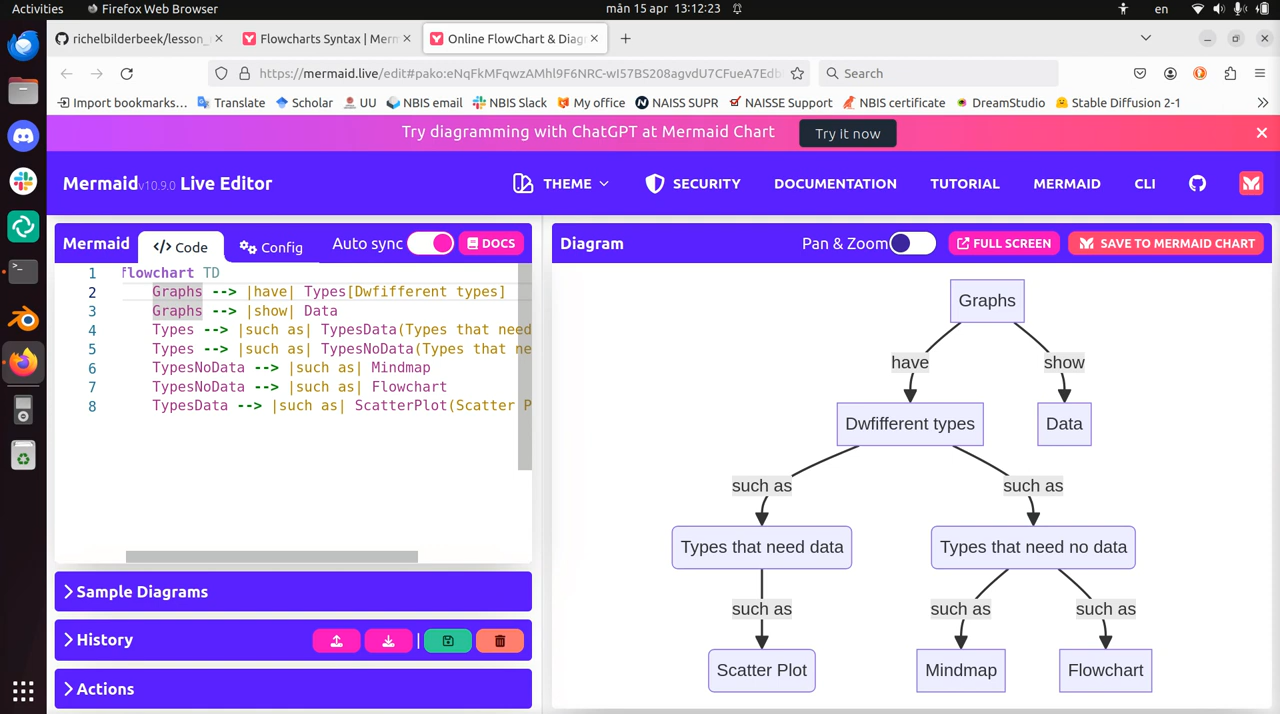 Activities Firefox Web Browser mån 15 apr 13:12:23 en
richelbilderbeek/lesson_ Flowcharts Syntax | Merm Online FlowChart & Diagr
https://mermaid.live/edit#pako:eNqFkMFqwzAMhl9F6NRC-wI57BS208agvdU7CFueA7Edb Search
Import bookmarks... Translate Scholar UU NBIS email NBIS Slack My office NAISS SUPR NAISSE Support NBIS certificate DreamStudio Stable Diffusion 2-1
Try diagramming with ChatGPT at Mermaid Chart Try it now
Mermaid v10.9.0 Live Editor THEME SECURITY DOCUMENTATION TUTORIAL MERMAID CLI
Mermaid Code Config Auto sync DOCS
1 flowchart TD
2 Graphs --> |have| Types[Dwfifferent types]
3 Graphs --> |show| Data
4 Types --> |such as| TypesData(Types that need
5 Types --> |such as| TypesNoData(Types that ne
6 TypesNoData --> |such as| Mindmap
7 TypesNoData --> |such as| Flowchart
8 TypesData --> |such as| ScatterPlot(Scatter P
Sample Diagrams
History
Actions
Diagram Pan & Zoom FULL SCREEN SAVE TO MERMAID CHART
Graphs
have show
Dwfifferent types Data
such as such as
Types that need data Types that need no data
such as such as such as
Scatter Plot Mindmap Flowchart